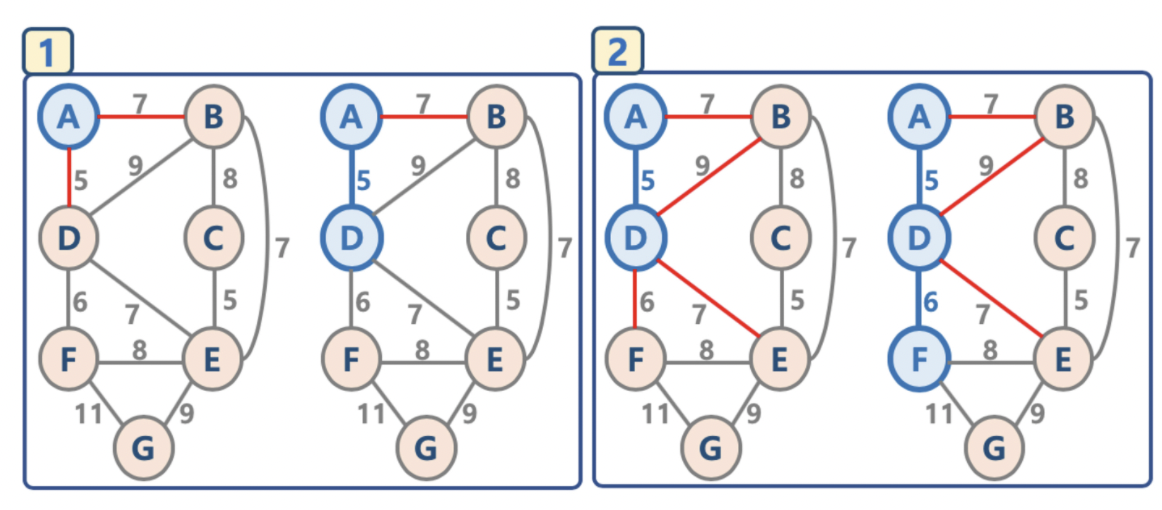 1 2
A 7 B A 7 B A 7 B A 7 B
5 9 8 5 9 8 5 9 8 5 9 8
D C 7 D C 7 D C 7 D C 7
6 7 5 6 7 5 6 7 5 6 7 5
F 8 E F 8 E F 8 E F 8 E
11 9 11 9 11 9 11 9
G G G G